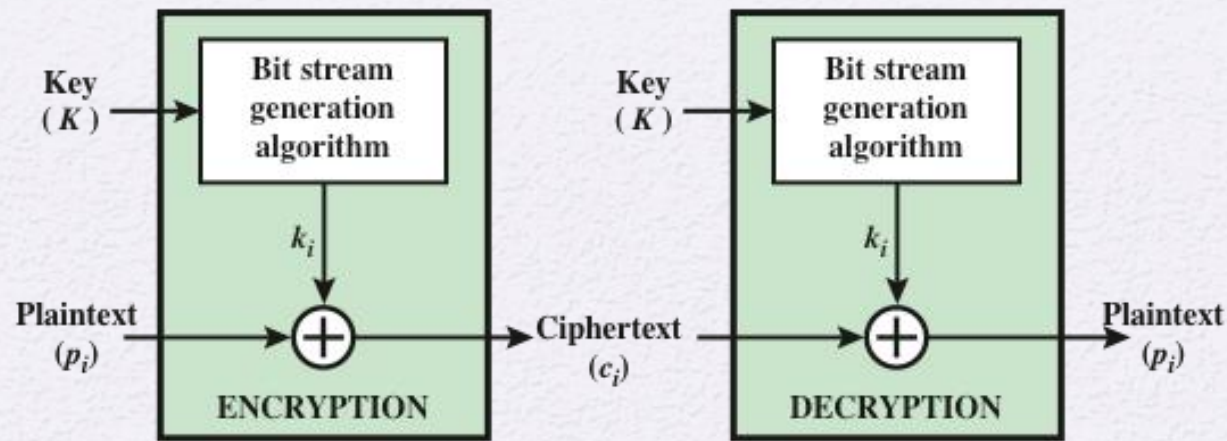 Key
(K)
Bit stream
generation
algorithm
k_i
Plaintext
(p_i)
ENCRYPTION
Ciphertext
(c_i)
Key
(K)
Bit stream
generation
algorithm
k_i
DECRYPTION
Plaintext
(p_i)